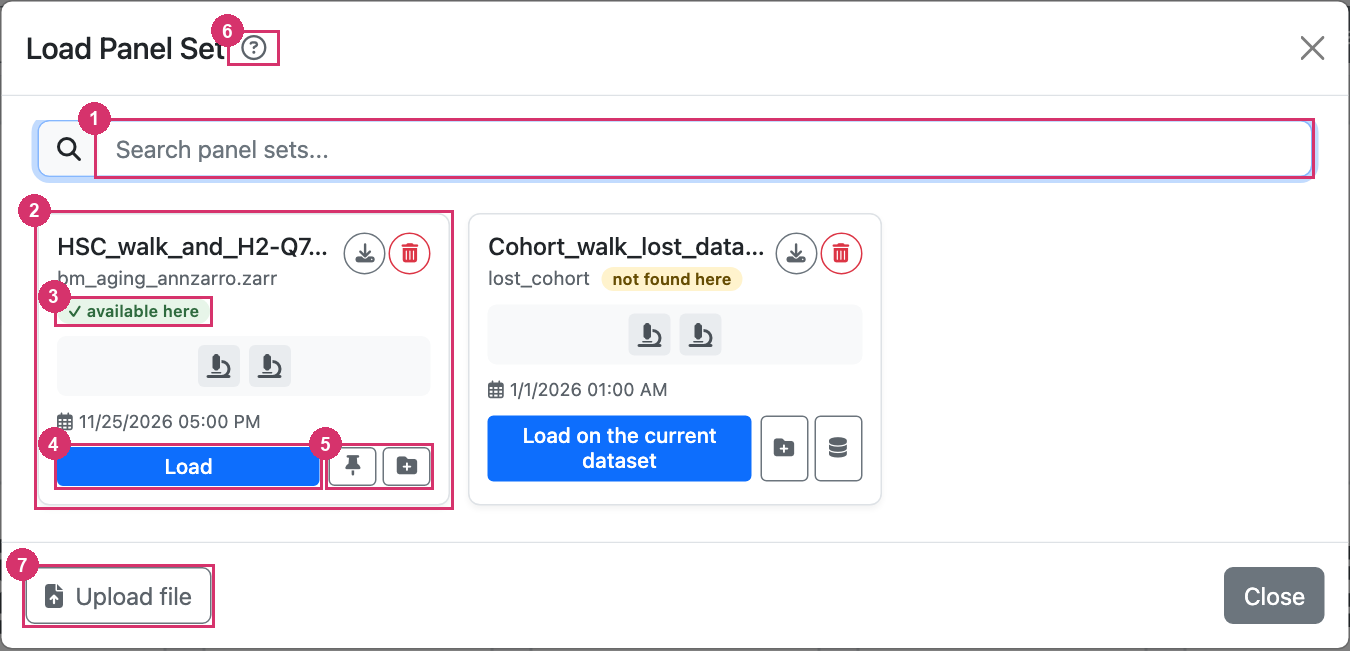 6
Load Panel Set
?
1
Search panel sets...
2
HSC_walk_and_H2-Q7...
bm_aging_annzarro.zarr
3
available here
11/25/2026 05:00 PM
4
Load
5
Cohort_walk_lost_data...
lost_cohort not found here
1/1/2026 01:00 AM
Load on the current
dataset
7
Upload file
Close